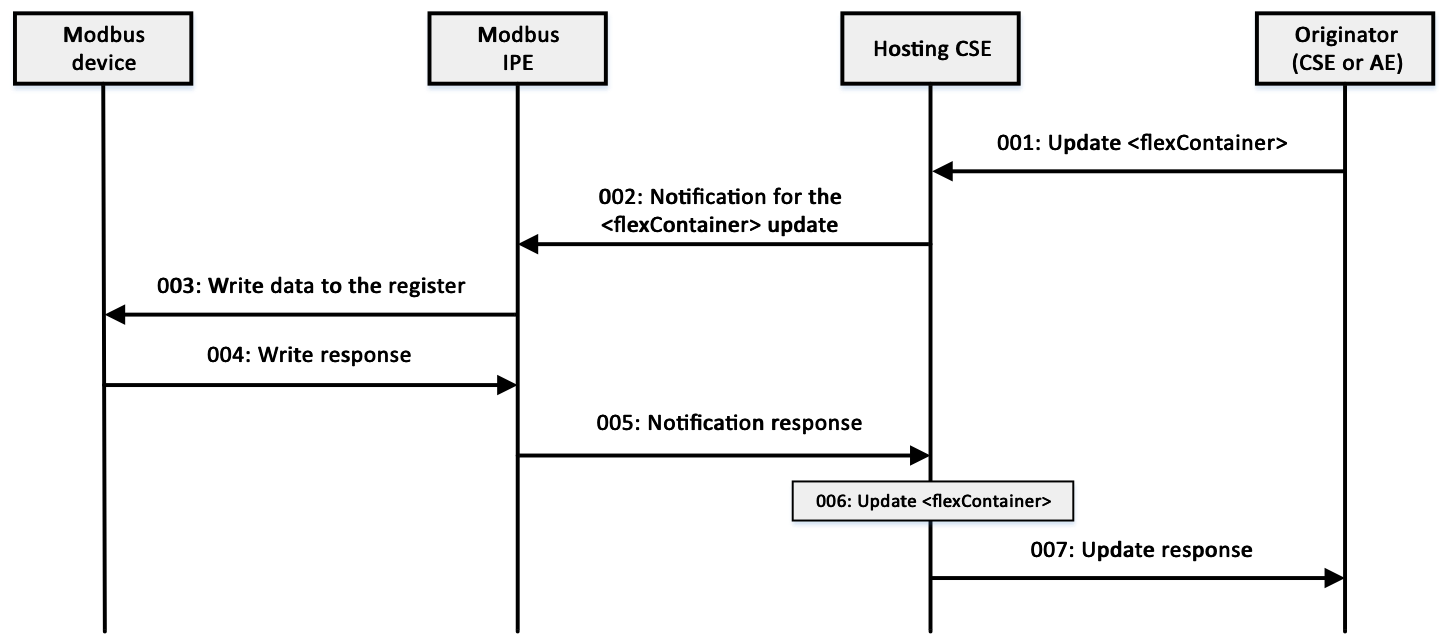 Modbus
device
Modbus
IPE
Hosting CSE
Originator
(CSE or AE)
001: Update <flexContainer>
002: Notification for the
<flexContainer> update
003: Write data to the register
004: Write response
005: Notification response
006: Update <flexContainer>
007: Update response